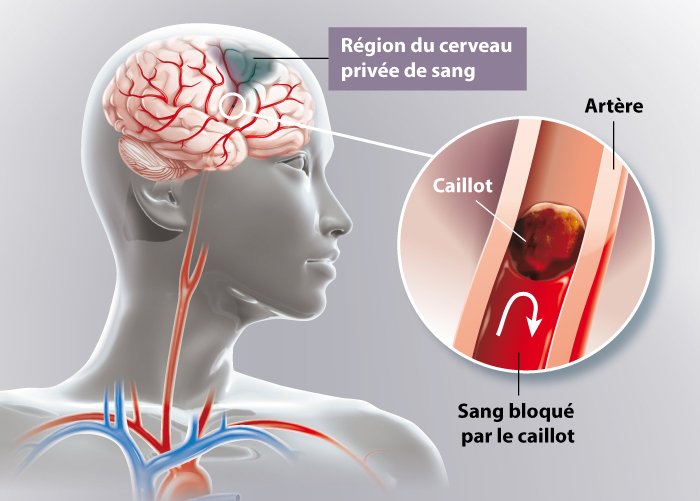 Région du cerveau
privée de sang
Artère
Caillot
Sang bloqué
par le caillot